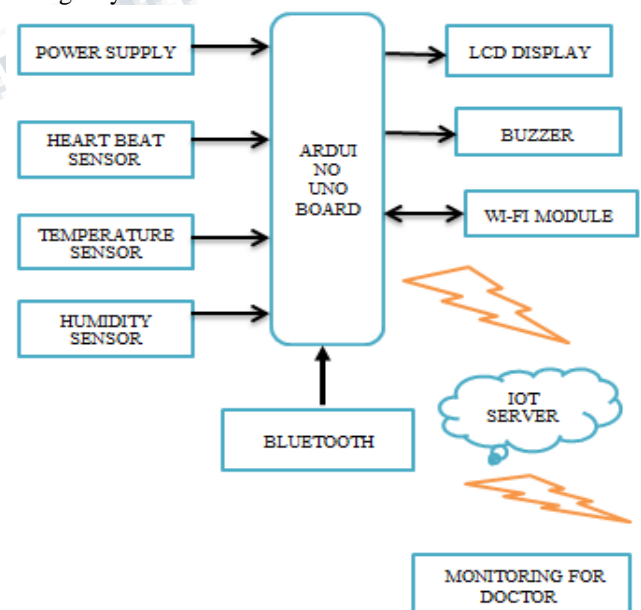 POWER SUPPLY
HEART BEAT
SENSOR
TEMPERATURE
SENSOR
HUMIDITY
SENSOR
ARDUI
NO
UNO
BOARD
LCD DISPLAY
BUZZER
WI-FI MODULE
BLUETOOTH
IOT
SERVER
MONITORING FOR
DOCTOR